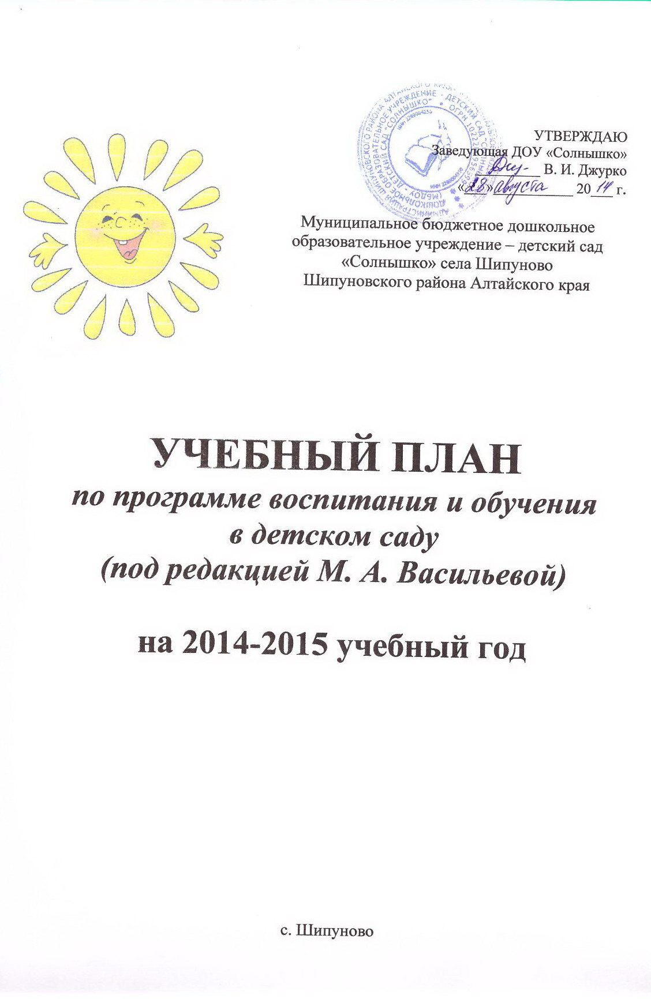 УТВЕРЖДАЮ
Заведующая ДОУ «Солнышко»
В. И. Джурко
«28» августа 2014 г.
Муниципальное бюджетное дошкольное
образовательное учреждение – детский сад
«Солнышко» села Шипуново
Шипуновского района Алтайского края
УЧЕБНЫЙ ПЛАН
по программе воспитания и обучения
в детском саду
(под редакцией М. А. Васильевой)
на 2014-2015 учебный год
с. Шипуново